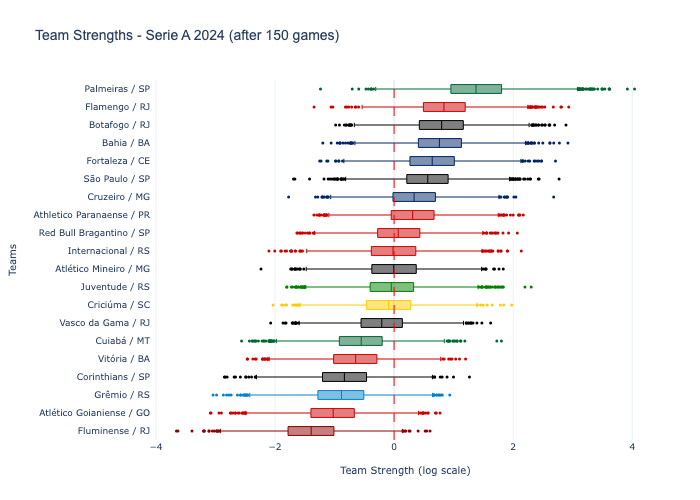 Team Strengths - Serie A 2024 (after 150 games)
Palmeiras / SP
Flamengo / RJ
Botafogo / RJ
Bahia / BA
Fortaleza / CE
São Paulo / SP
Cruzeiro / MG
Athletico Paranaense / PR
Red Bull Bragantino / SP
Internacional / RS
Atlético Mineiro / MG
Juventude / RS
Criciúma / SC
Vasco da Gama / RJ
Cuiabá / MT
Vitória / BA
Corinthians / SP
Grêmio / RS
Atlético Goianiense / GO
Fluminense / RJ
Teams
−4 −2 0 2 4
Team Strength (log scale)